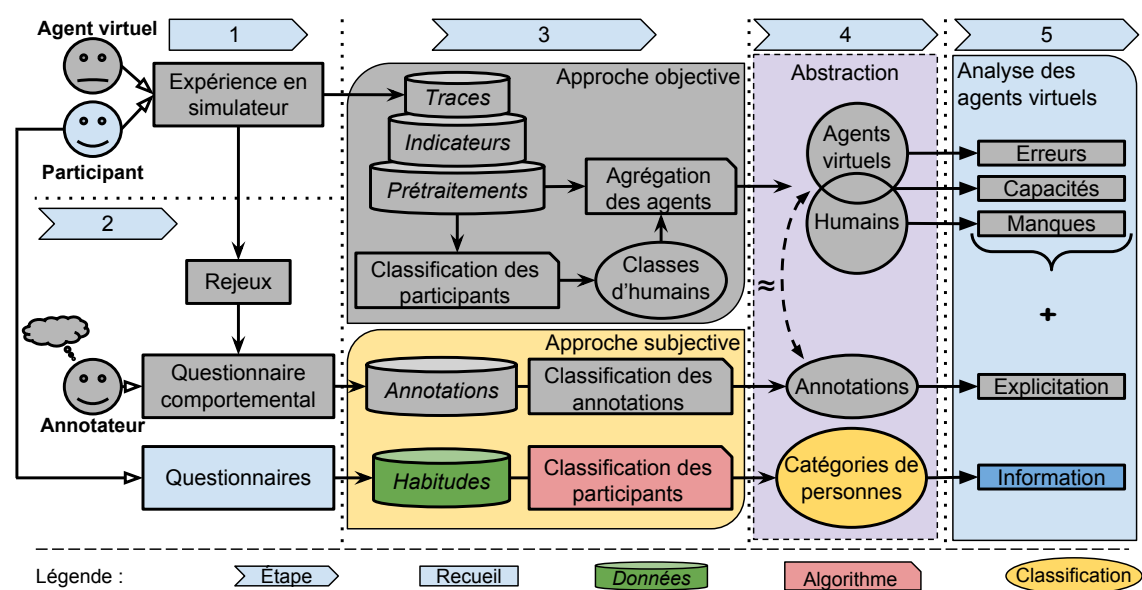 Agent virtuel
1
3
4
5
Expérience en
simulateur
Participant
2
Rejeux
Annotateur
Questionnaire
comportemental
Questionnaires
Approche objective
Traces
Indicateurs
Prétraitements
Agrégation
des agents
Classification des
participants
Classes
d'humains
Approche subjective
Annotations
Classification des
annotations
Habitudes
Classification des
participants
Abstraction
Agents
virtuels
Humains
≈
Annotations
Catégories de
personnes
Analyse des
agents virtuels
Erreurs
Capacités
Manques
+
Explicitation
Information
Légende :
Étape
Recueil
Données
Algorithme
Classification